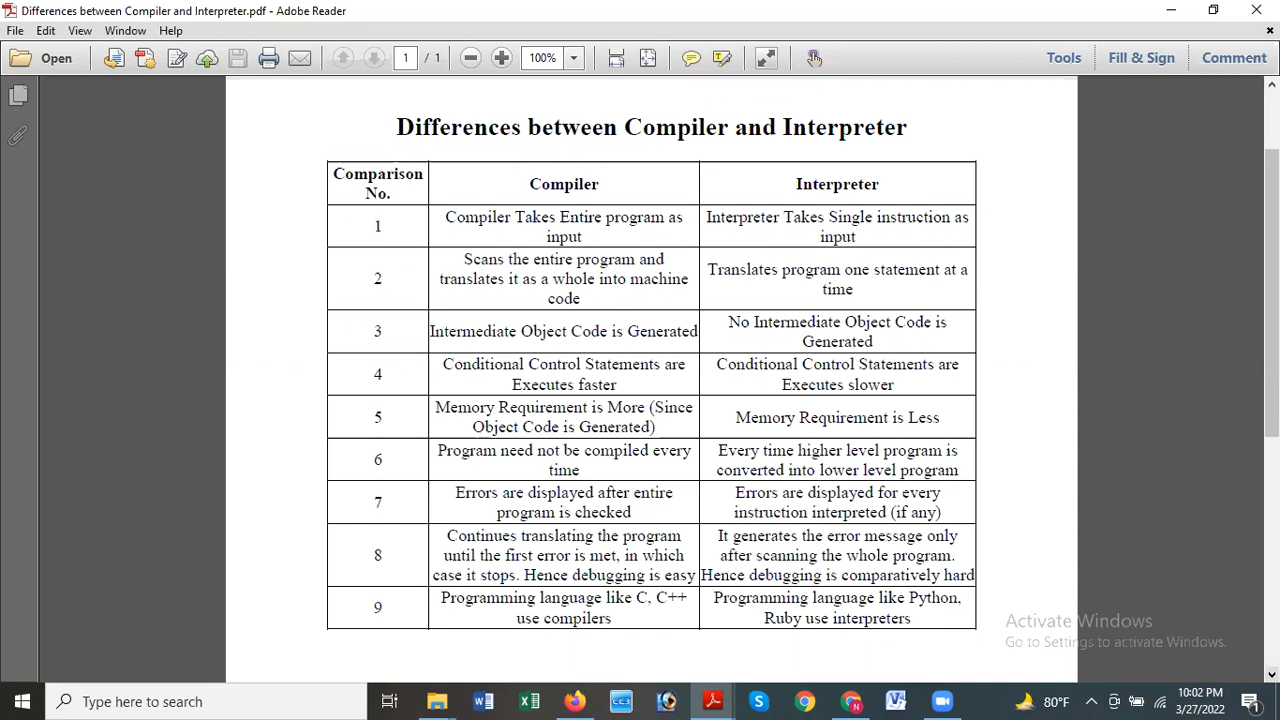 Differences between Compiler and Interpreter.pdf - Adobe Reader
File Edit View Window Help
Open 1 / 1 100% Tools Fill & Sign Comment
Differences between Compiler and Interpreter
Comparison
No.
Compiler
Interpreter
1
Compiler Takes Entire program as
input
Interpreter Takes Single instruction as
input
2
Scans the entire program and
translates it as a whole into machine
code
Translates program one statement at a
time
3
Intermediate Object Code is Generated
No Intermediate Object Code is
Generated
4
Conditional Control Statements are
Executes faster
Conditional Control Statements are
Executes slower
5
Memory Requirement is More (Since
Object Code is Generated)
Memory Requirement is Less
6
Program need not be compiled every
time
Every time higher level program is
converted into lower level program
7
Errors are displayed after entire
program is checked
Errors are displayed for every
instruction interpreted (if any)
8
Continues translating the program
until the first error is met, in which
case it stops. Hence debugging is easy
It generates the error message only
after scanning the whole program.
Hence debugging is comparatively hard
9
Programming language like C, C++
use compilers
Programming language like Python,
Ruby use interpreters
Activate Windows
Go to Settings to activate Windows.
Type here to search
80°F
10:02 PM
3/27/2022